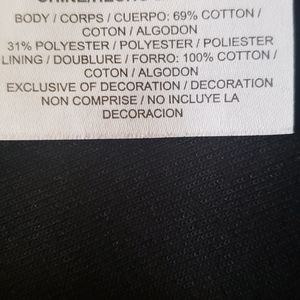 BODY / CORPS / CUERPO: 69% COTTON /
COTON / ALGODON
31% POLYESTER / POLYESTER / POLIESTER
LINING / DOUBLURE / FORRO: 100% COTTON /
COTON / ALGODON
EXCLUSIVE OF DECORATION / DECORATION
NON COMPRISE / NO INCLUYE LA
DECORACION